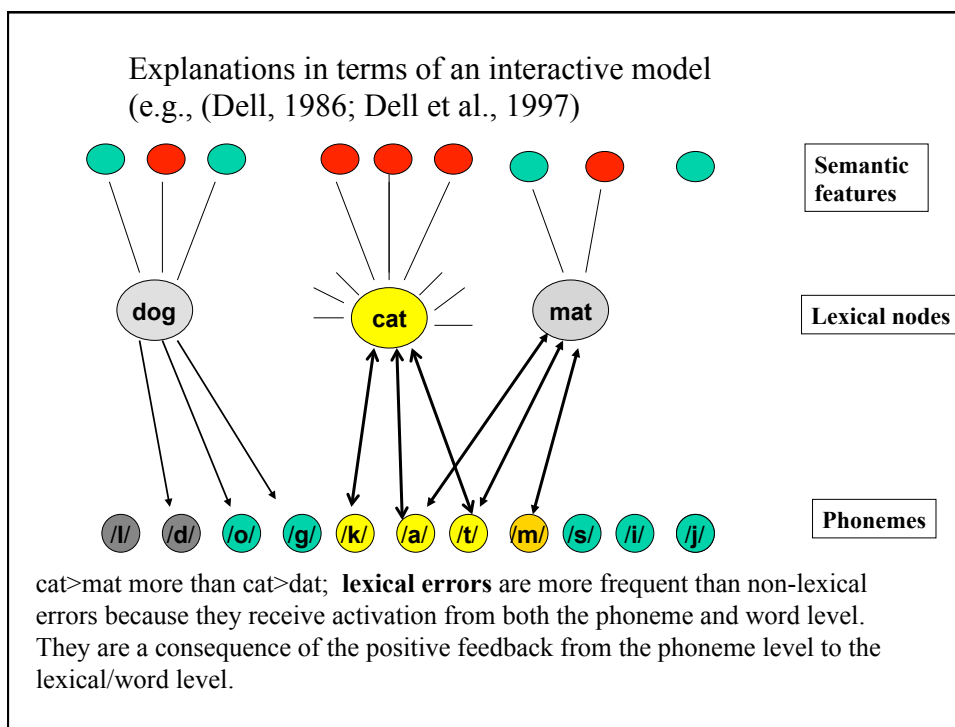 Explanations in terms of an interactive model
(e.g., (Dell, 1986; Dell et al., 1997)
Semantic
features
dog
cat
mat
Lexical nodes
/l/ /d/ /o/ /g/ /k/ /a/ /t/ /m/ /s/ /i/ /j/
Phonemes
cat>mat more than cat>dat; lexical errors are more frequent than non-lexical
errors because they receive activation from both the phoneme and word level.
They are a consequence of the positive feedback from the phoneme level to the
lexical/word level.